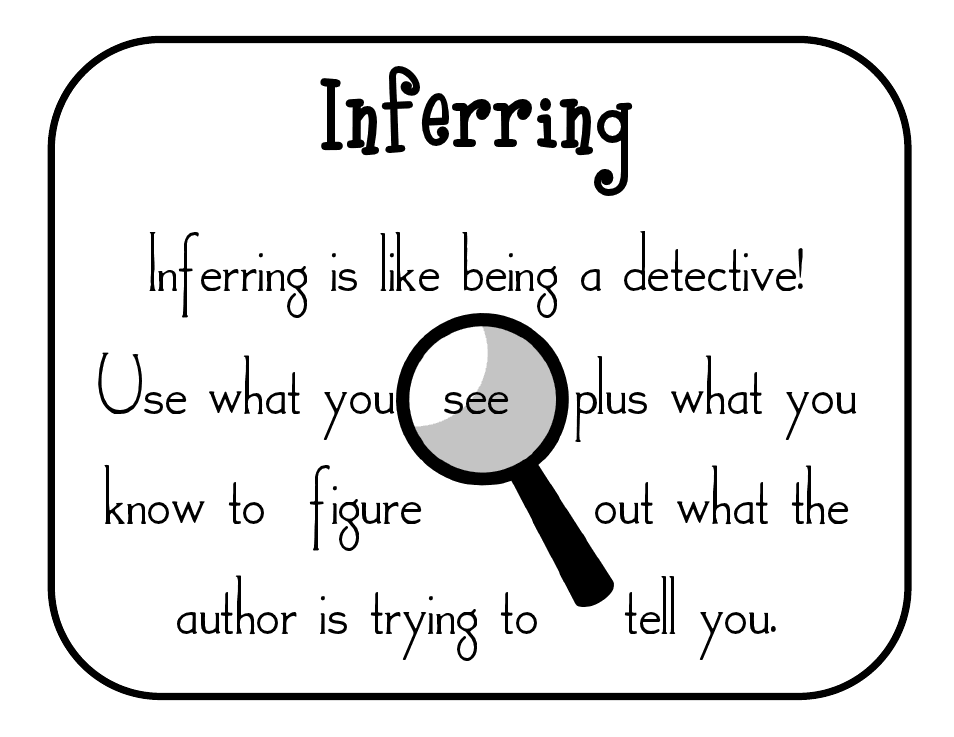 Inferring
Inferring is like being a detective!
Use what you see plus what you
know to figure out what the
author is trying to tell you.